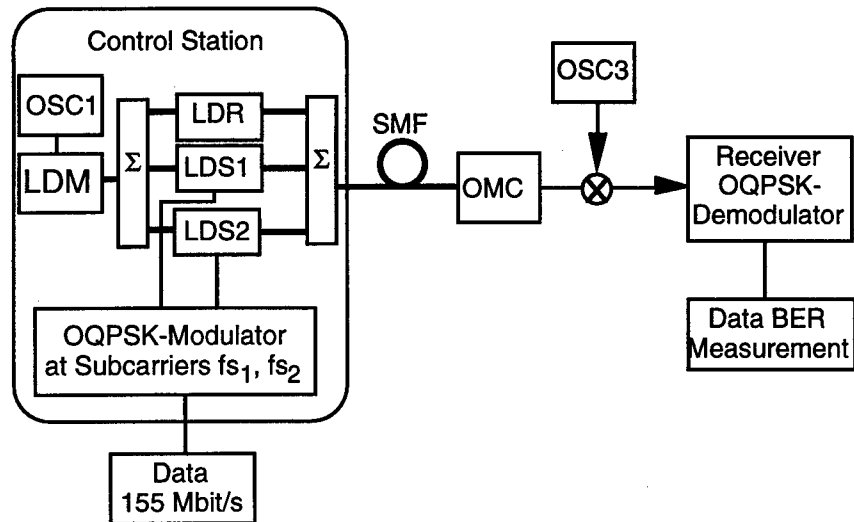 Control Station
OSC1
LDM
Σ
LDR
LDS1
LDS2
Σ
OQPSK-Modulator
at Subcarriers fs1, fs2
Data
155 Mbit/s
SMF
OMC
OSC3
Receiver
OQPSK-
Demodulator
Data BER
Measurement